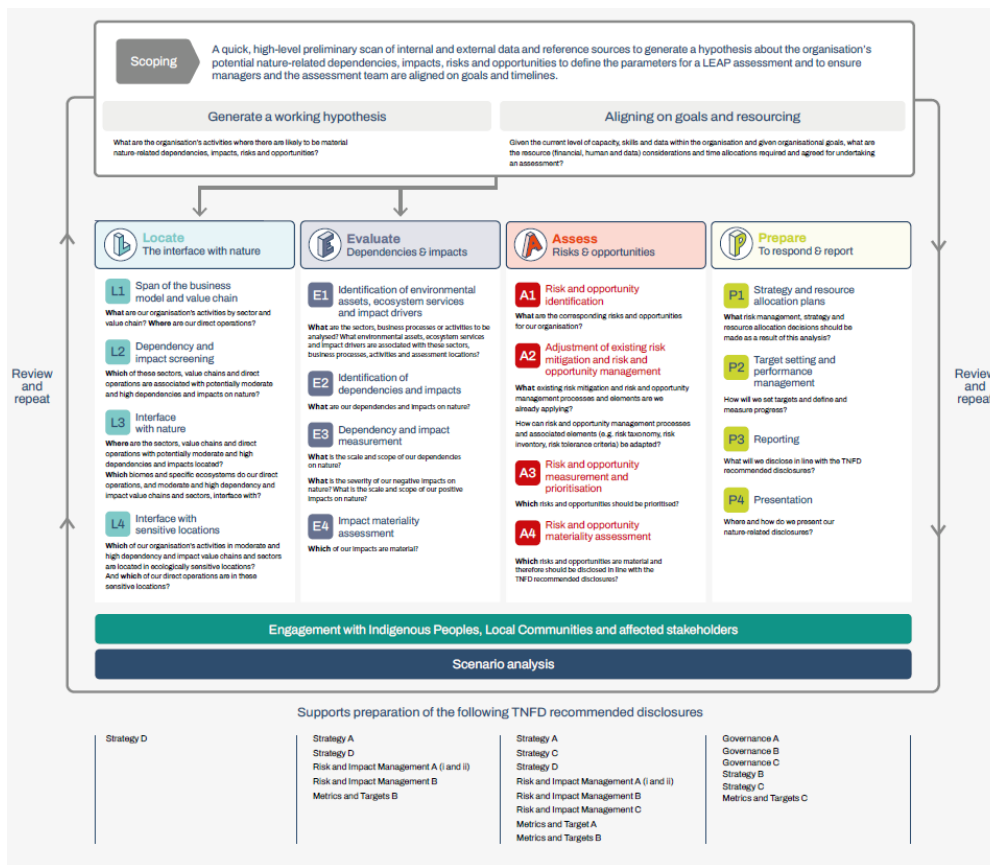 Scoping
A quick, high-level preliminary scan of internal and external data and reference sources to generate a hypothesis about the organisation's
potential nature-related dependencies, impacts, risks and opportunities to define the parameters for a LEAP assessment and to ensure
managers and the assessment team are aligned on goals and timelines.
Generate a working hypothesis
What are the organisation's activities where there are likely to be material
nature-related dependencies, impacts, risks and opportunities?
Aligning on goals and resourcing
Given the current level of capacity, skills and data within the organisation and given organisational goals, what are
the resource (financial, human and data) considerations and time allocations required and agreed for undertaking
an assessment?
Review
and
repeat
Locate
The interface with nature
L1
Span of the business
model and value chain
What are our organisation's activities by sector and
value chain? Where are our direct operations?
L2
Dependency and
impact screening
Which of these sectors, value chains and direct
operations are associated with potentially moderate
and high dependencies and impacts on nature?
L3
Interface
with nature
Where are the sectors, value chains and direct
operations with potentially moderate and high
dependencies and impacts located?
Which biomes and specific ecosystems do our direct
operations, and moderate and high dependency and
impact value chains and sectors, interface with?
L4
Interface with
sensitive locations
Which of our organisation's activities in moderate and
high dependency and impact value chains and sectors
are located in ecologically sensitive locations?
And which of our direct operations are in these
sensitive locations?
Evaluate
Dependencies & impacts
E1
Identification of environmental
assets, ecosystem services
and impact drivers
What are the sectors, business processes or activities to be
analysed? What environmental assets, ecosystem services
and impact drivers are associated with these sectors,
business processes, activities and assessment locations?
E2
Identification of
dependencies and impacts
What are our dependencies and impacts on nature?
E3
Dependency and impact
measurement
What is the scale and scope of our dependencies
on nature?
What is the severity of our negative impacts on
nature? What is the scale and scope of our positive
impacts on nature?
E4
Impact materiality
assessment
Which of our impacts are material?
Assess
Risks & opportunities
A1
Risk and opportunity
identification
What are the corresponding risks and opportunities
for our organisation?
A2
Adjustment of existing risk
mitigation and risk and
opportunity management
What existing risk mitigation and risk and opportunity
management processes and elements are we
already applying?
How can risk and opportunity management processes
and associated elements (e.g. risk taxonomy, risk
inventory, risk tolerance criteria) be adapted?
A3
Risk and opportunity
measurement and
prioritisation
Which risks and opportunities should be prioritised?
A4
Risk and opportunity
materiality assessment
Which risks and opportunities are material and
therefore should be disclosed in line with the
TNFD recommended disclosures?
Prepare
To respond & report
P1
Strategy and resource
allocation plans
What risk management, strategy and
resource allocation decisions should be
made as a result of this analysis?
P2
Target setting and
performance
management
How will we set targets and define and
measure progress?
P3
Reporting
What will we disclose in line with the TNFD
recommended disclosures?
P4
Presentation
Where and how do we present our
nature-related disclosures?
Review
and
repeat
Engagement with Indigenous Peoples, Local Communities and affected stakeholders
Scenario analysis
Supports preparation of the following TNFD recommended disclosures
Strategy D
Strategy A
Strategy D
Risk and Impact Management A (i and ii)
Risk and Impact Management B
Metrics and Targets B
Strategy A
Strategy C
Strategy D
Risk and Impact Management A (i and ii)
Risk and Impact Management B
Risk and Impact Management C
Metrics and Target A
Metrics and Targets B
Governance A
Governance B
Governance C
Strategy B
Strategy C
Metrics and Targets C